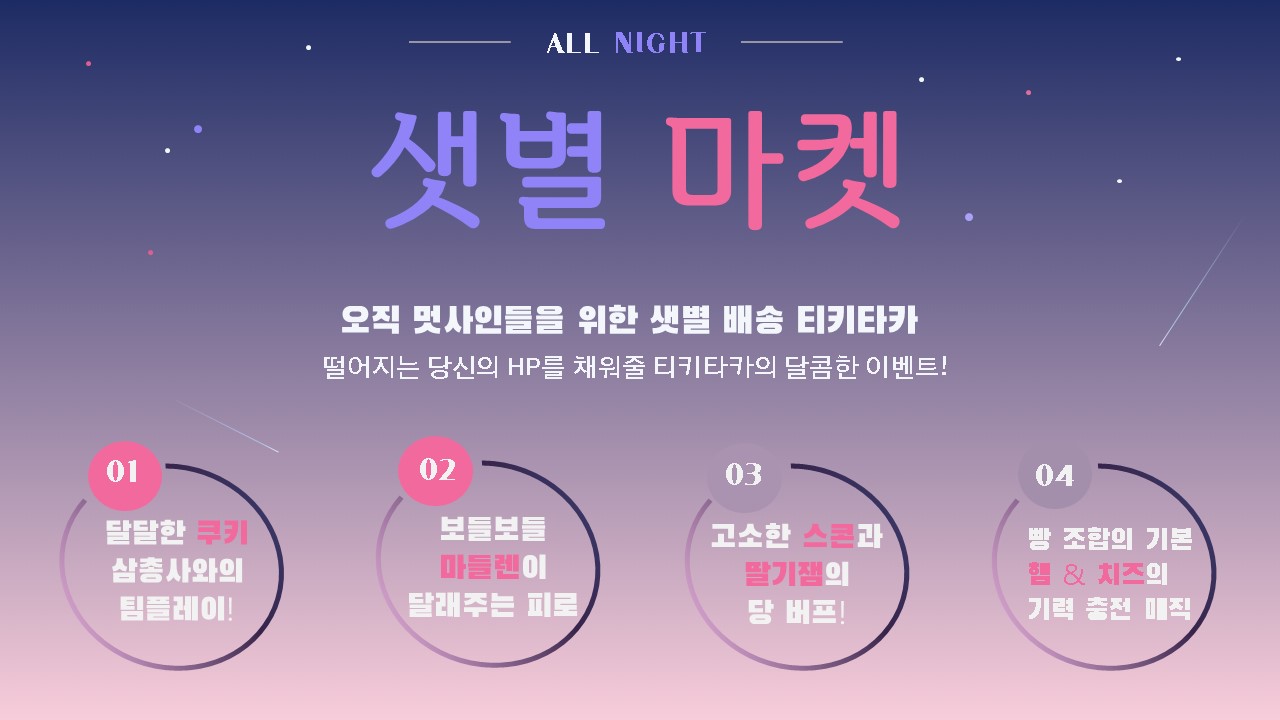 ALL NIGHT
샛별 마켓
오직 멋사인들을 위한 샛별 배송 티키타카
떨어지는 당신의 HP를 채워줄 티키타카의 달콤한 이벤트!
01
달달한 쿠키
삼총사와의
팀플레이!
02
보들보들
마들렌이
달래주는 피로
03
고소한 스콘과
딸기잼의
당 버프!
04
빵 조합의 기본
햄 & 치즈의
기력 충전 매직